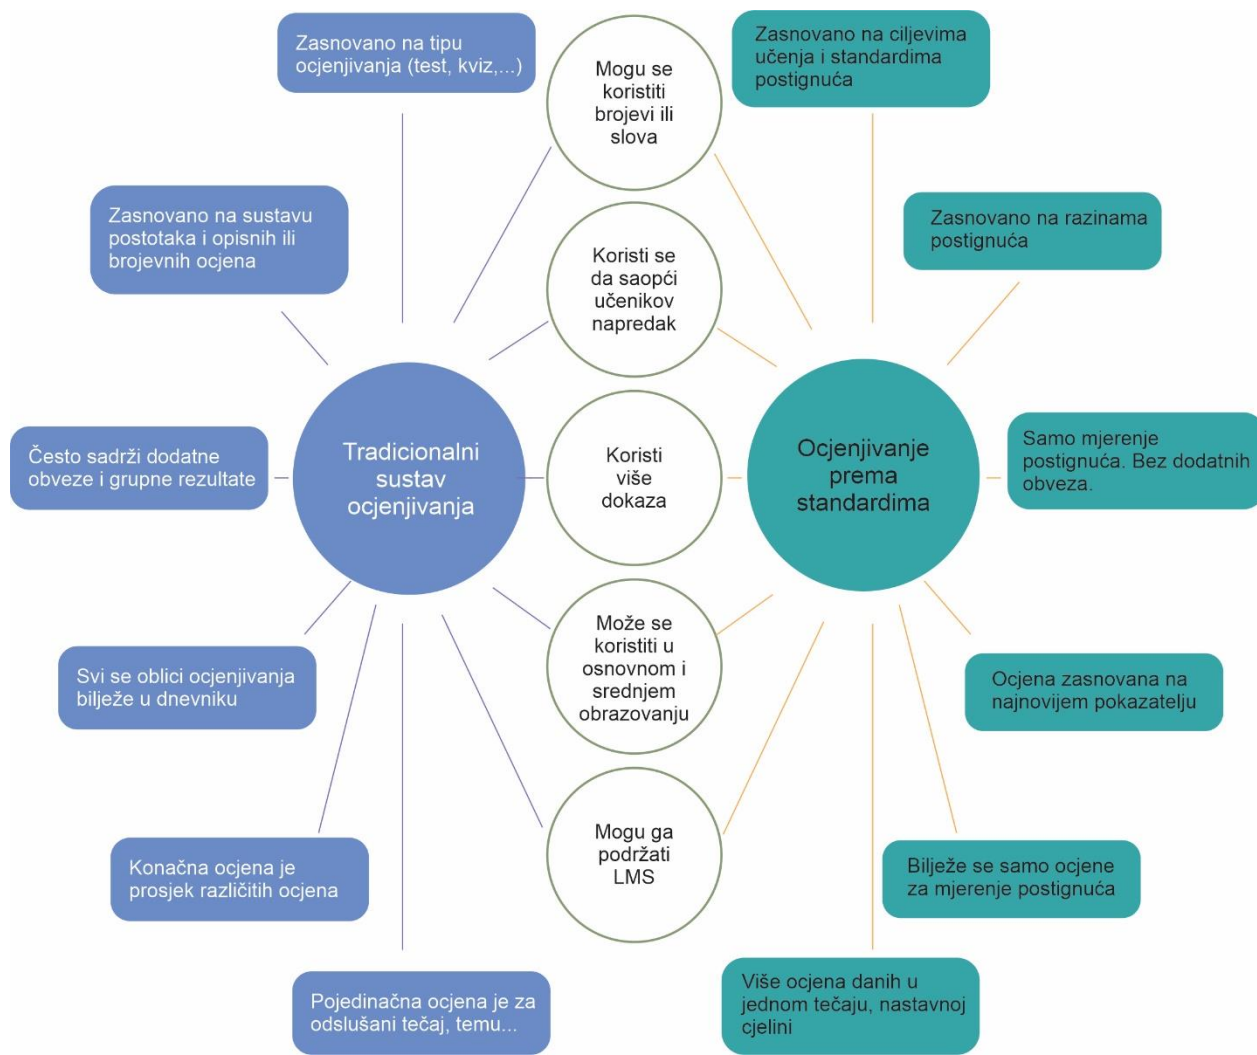 Zasnovano na tipu
ocjenjivanja (test, kviz,...)
Mogu se
koristiti
brojevi ili
slova
Zasnovano na ciljevima
učenja i standardima
postignuća
Zasnovano na sustavu
postotaka i opisnih ili
brojevnih ocjena
Koristi se
da saopći
učenikov
napredak
Zasnovano na razinama
postignuća
Često sadrži dodatne
obveze i grupne rezultate
Tradicionalni
sustav
ocjenjivanja
Koristi
više
dokaza
Ocjenjivanje
prema
standardima
Samo mjerenje
postignuća. Bez dodatnih
obveza.
Svi se oblici ocjenjivanja
bilježe u dnevniku
Može se
koristiti u
osnovnom i
srednjem
obrazovanju
Ocjena zasnovana na
najnovijem pokazatelju
Konačna ocjena je
prosjek različitih ocjena
Mogu ga
podržati
LMS
Bilježe se samo ocjene
za mjerenje postignuća
Pojedinačna ocjena je za
odslušani tečaj, temu...
Više ocjena danih u
jednom tečaju, nastavnoj
cjelini